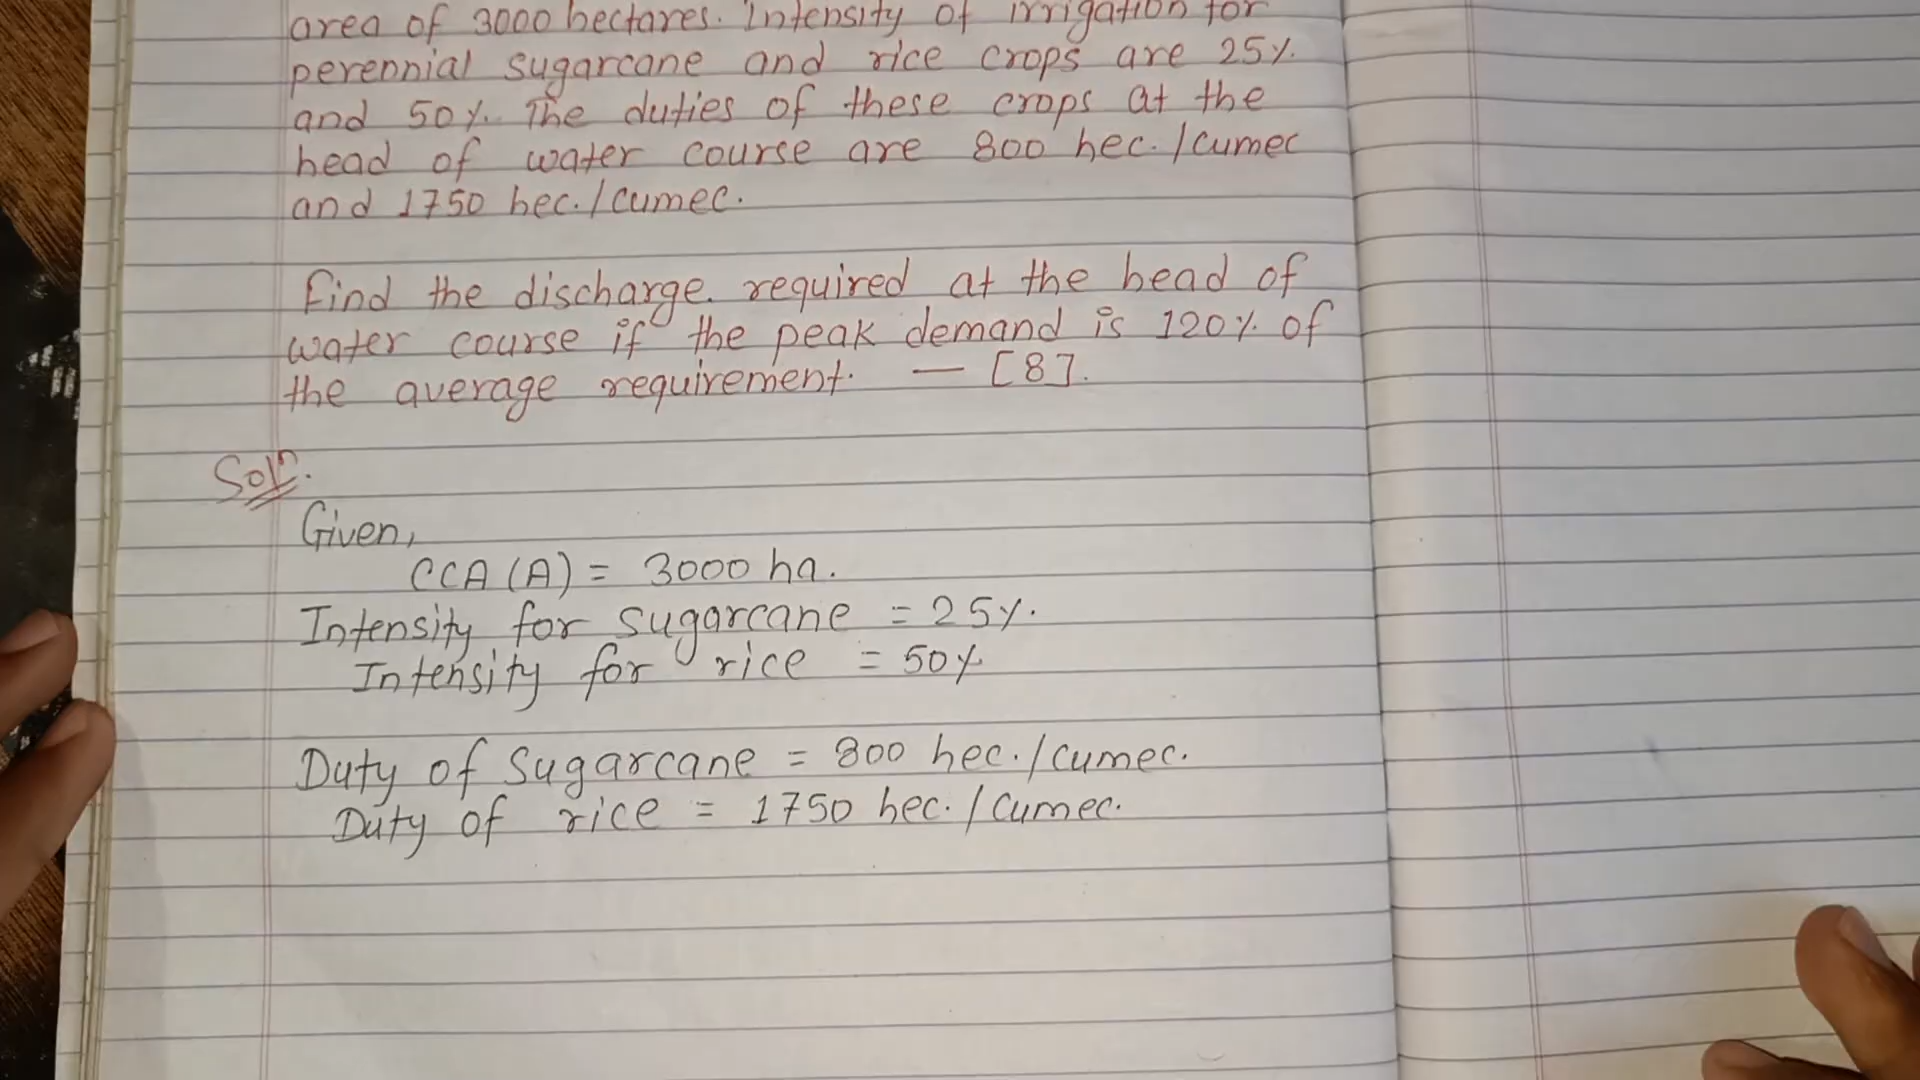 area of 3000 hectares. Intensity of irrigation for
perennial sugarcane and rice crops are 25%.
and 50%. The duties of these crops at the
head of water course are 800 hec./cumec
and 1750 hec./cumec.
Find the discharge. required at the head of
water course if the peak demand is 120% of
the average requirement. — [8].
Solⁿ.
Given,
CCA (A) = 3000 ha.
Intensity for sugarcane = 25%.
Intensity for rice = 50%
Duty of sugarcane = 800 hec./cumec.
Duty of rice = 1750 hec./cumec.